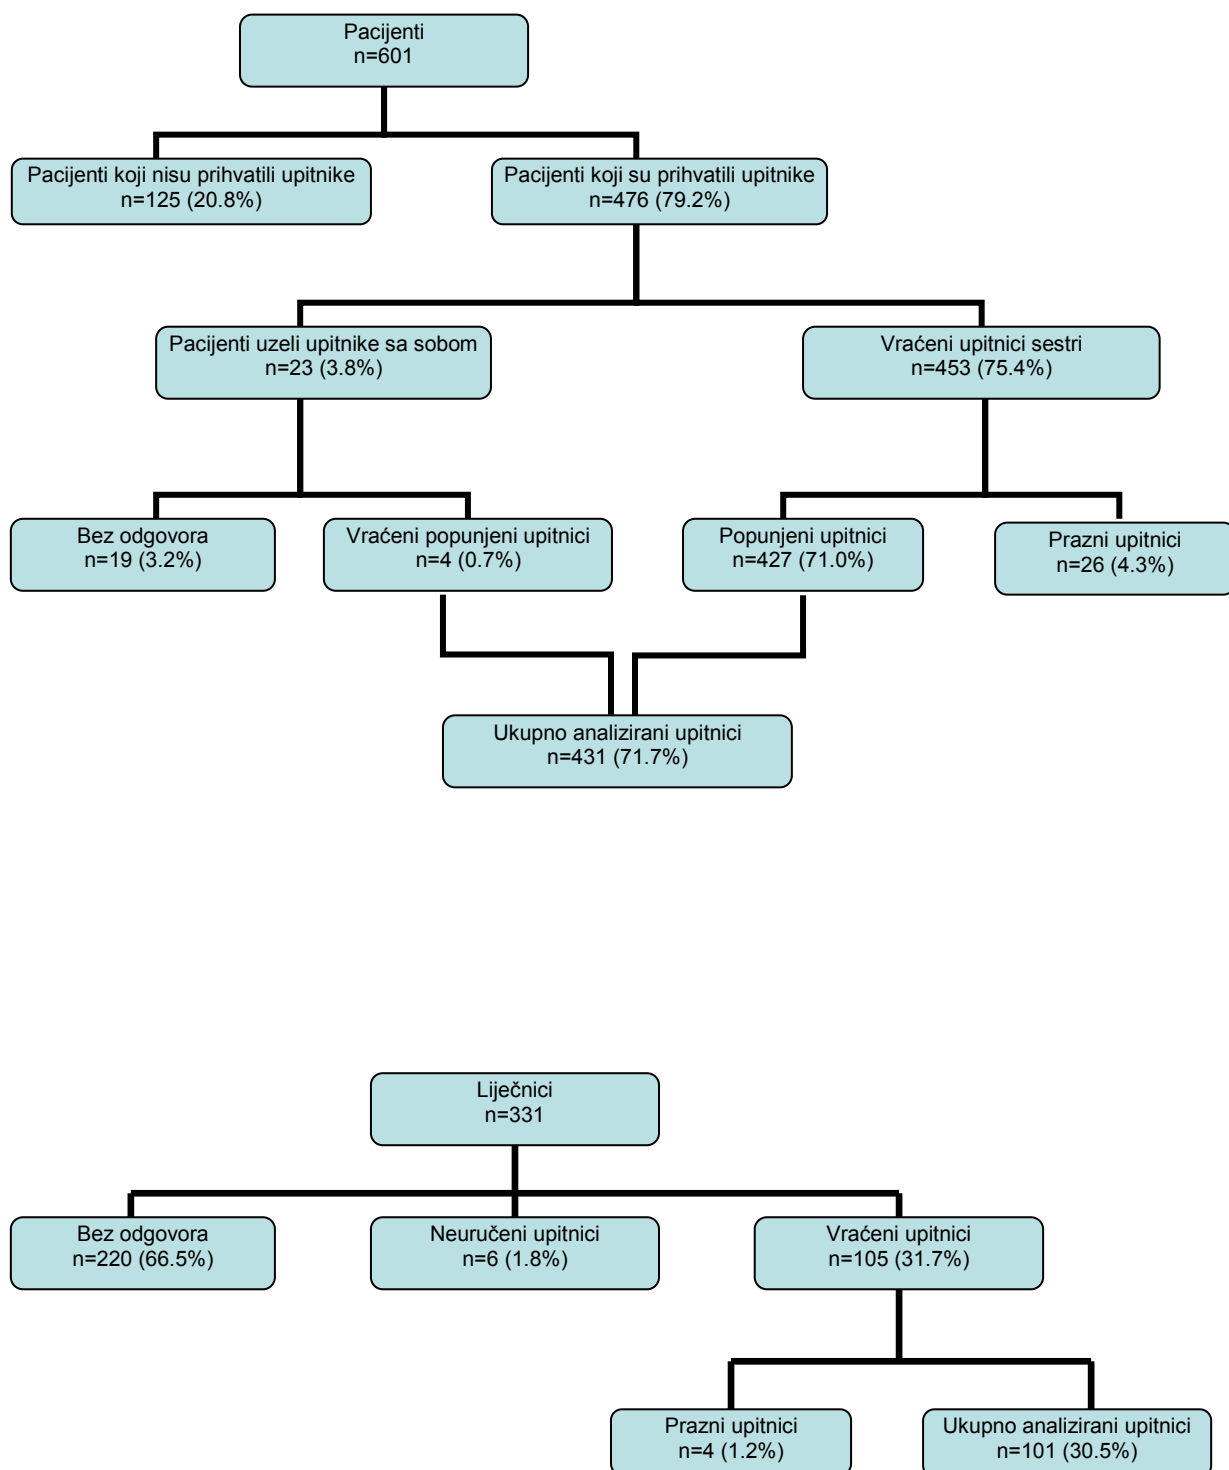 Pacijenti
n=601
Pacijenti koji nisu prihvatili upitnike
n=125 (20.8%)
Pacijenti koji su prihvatili upitnike
n=476 (79.2%)
Pacijenti uzeli upitnike sa sobom
n=23 (3.8%)
Vraćeni upitnici sestri
n=453 (75.4%)
Bez odgovora
n=19 (3.2%)
Vraćeni popunjeni upitnici
n=4 (0.7%)
Popunjeni upitnici
n=427 (71.0%)
Prazni upitnici
n=26 (4.3%)
Ukupno analizirani upitnici
n=431 (71.7%)
Liječnici
n=331
Bez odgovora
n=220 (66.5%)
Neuručeni upitnici
n=6 (1.8%)
Vraćeni upitnici
n=105 (31.7%)
Prazni upitnici
n=4 (1.2%)
Ukupno analizirani upitnici
n=101 (30.5%)